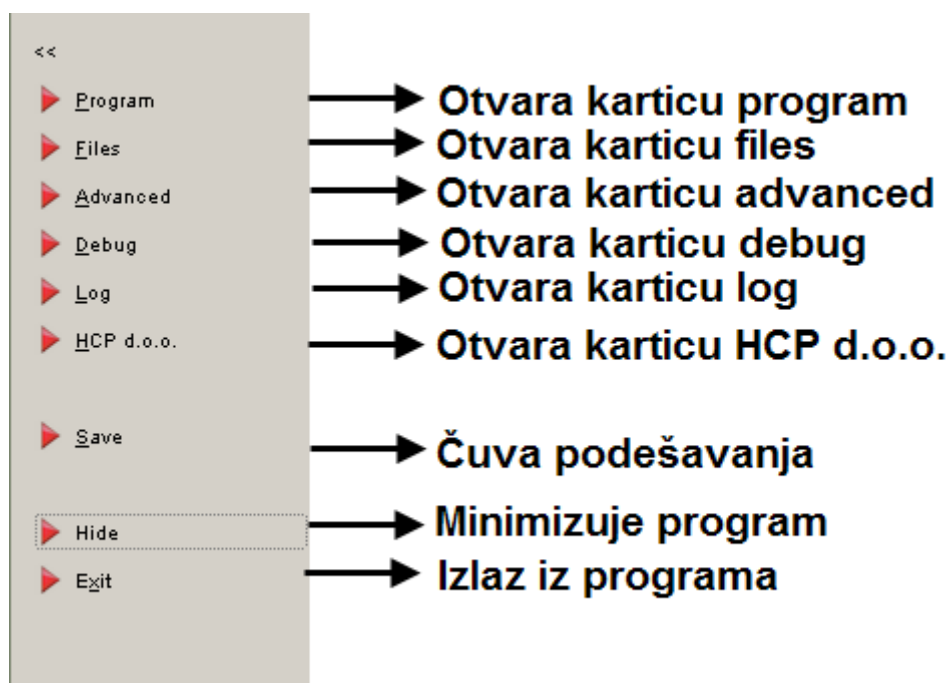 <<
Program Otvara karticu program
Files Otvara karticu files
Advanced Otvara karticu advanced
Debug Otvara karticu debug
Log Otvara karticu log
HCP d.o.o. Otvara karticu HCP d.o.o.
Save Čuva podešavanja
Hide Minimizuje program
Exit Izlaz iz programa